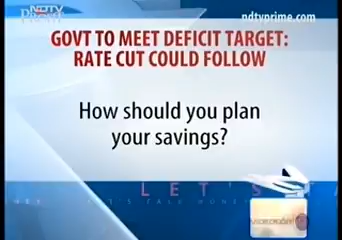 NDTV
ndtvprime.com
GOVT TO MEET DEFICIT TARGET:
RATE CUT COULD FOLLOW
How should you plan
your savings?
LET'S